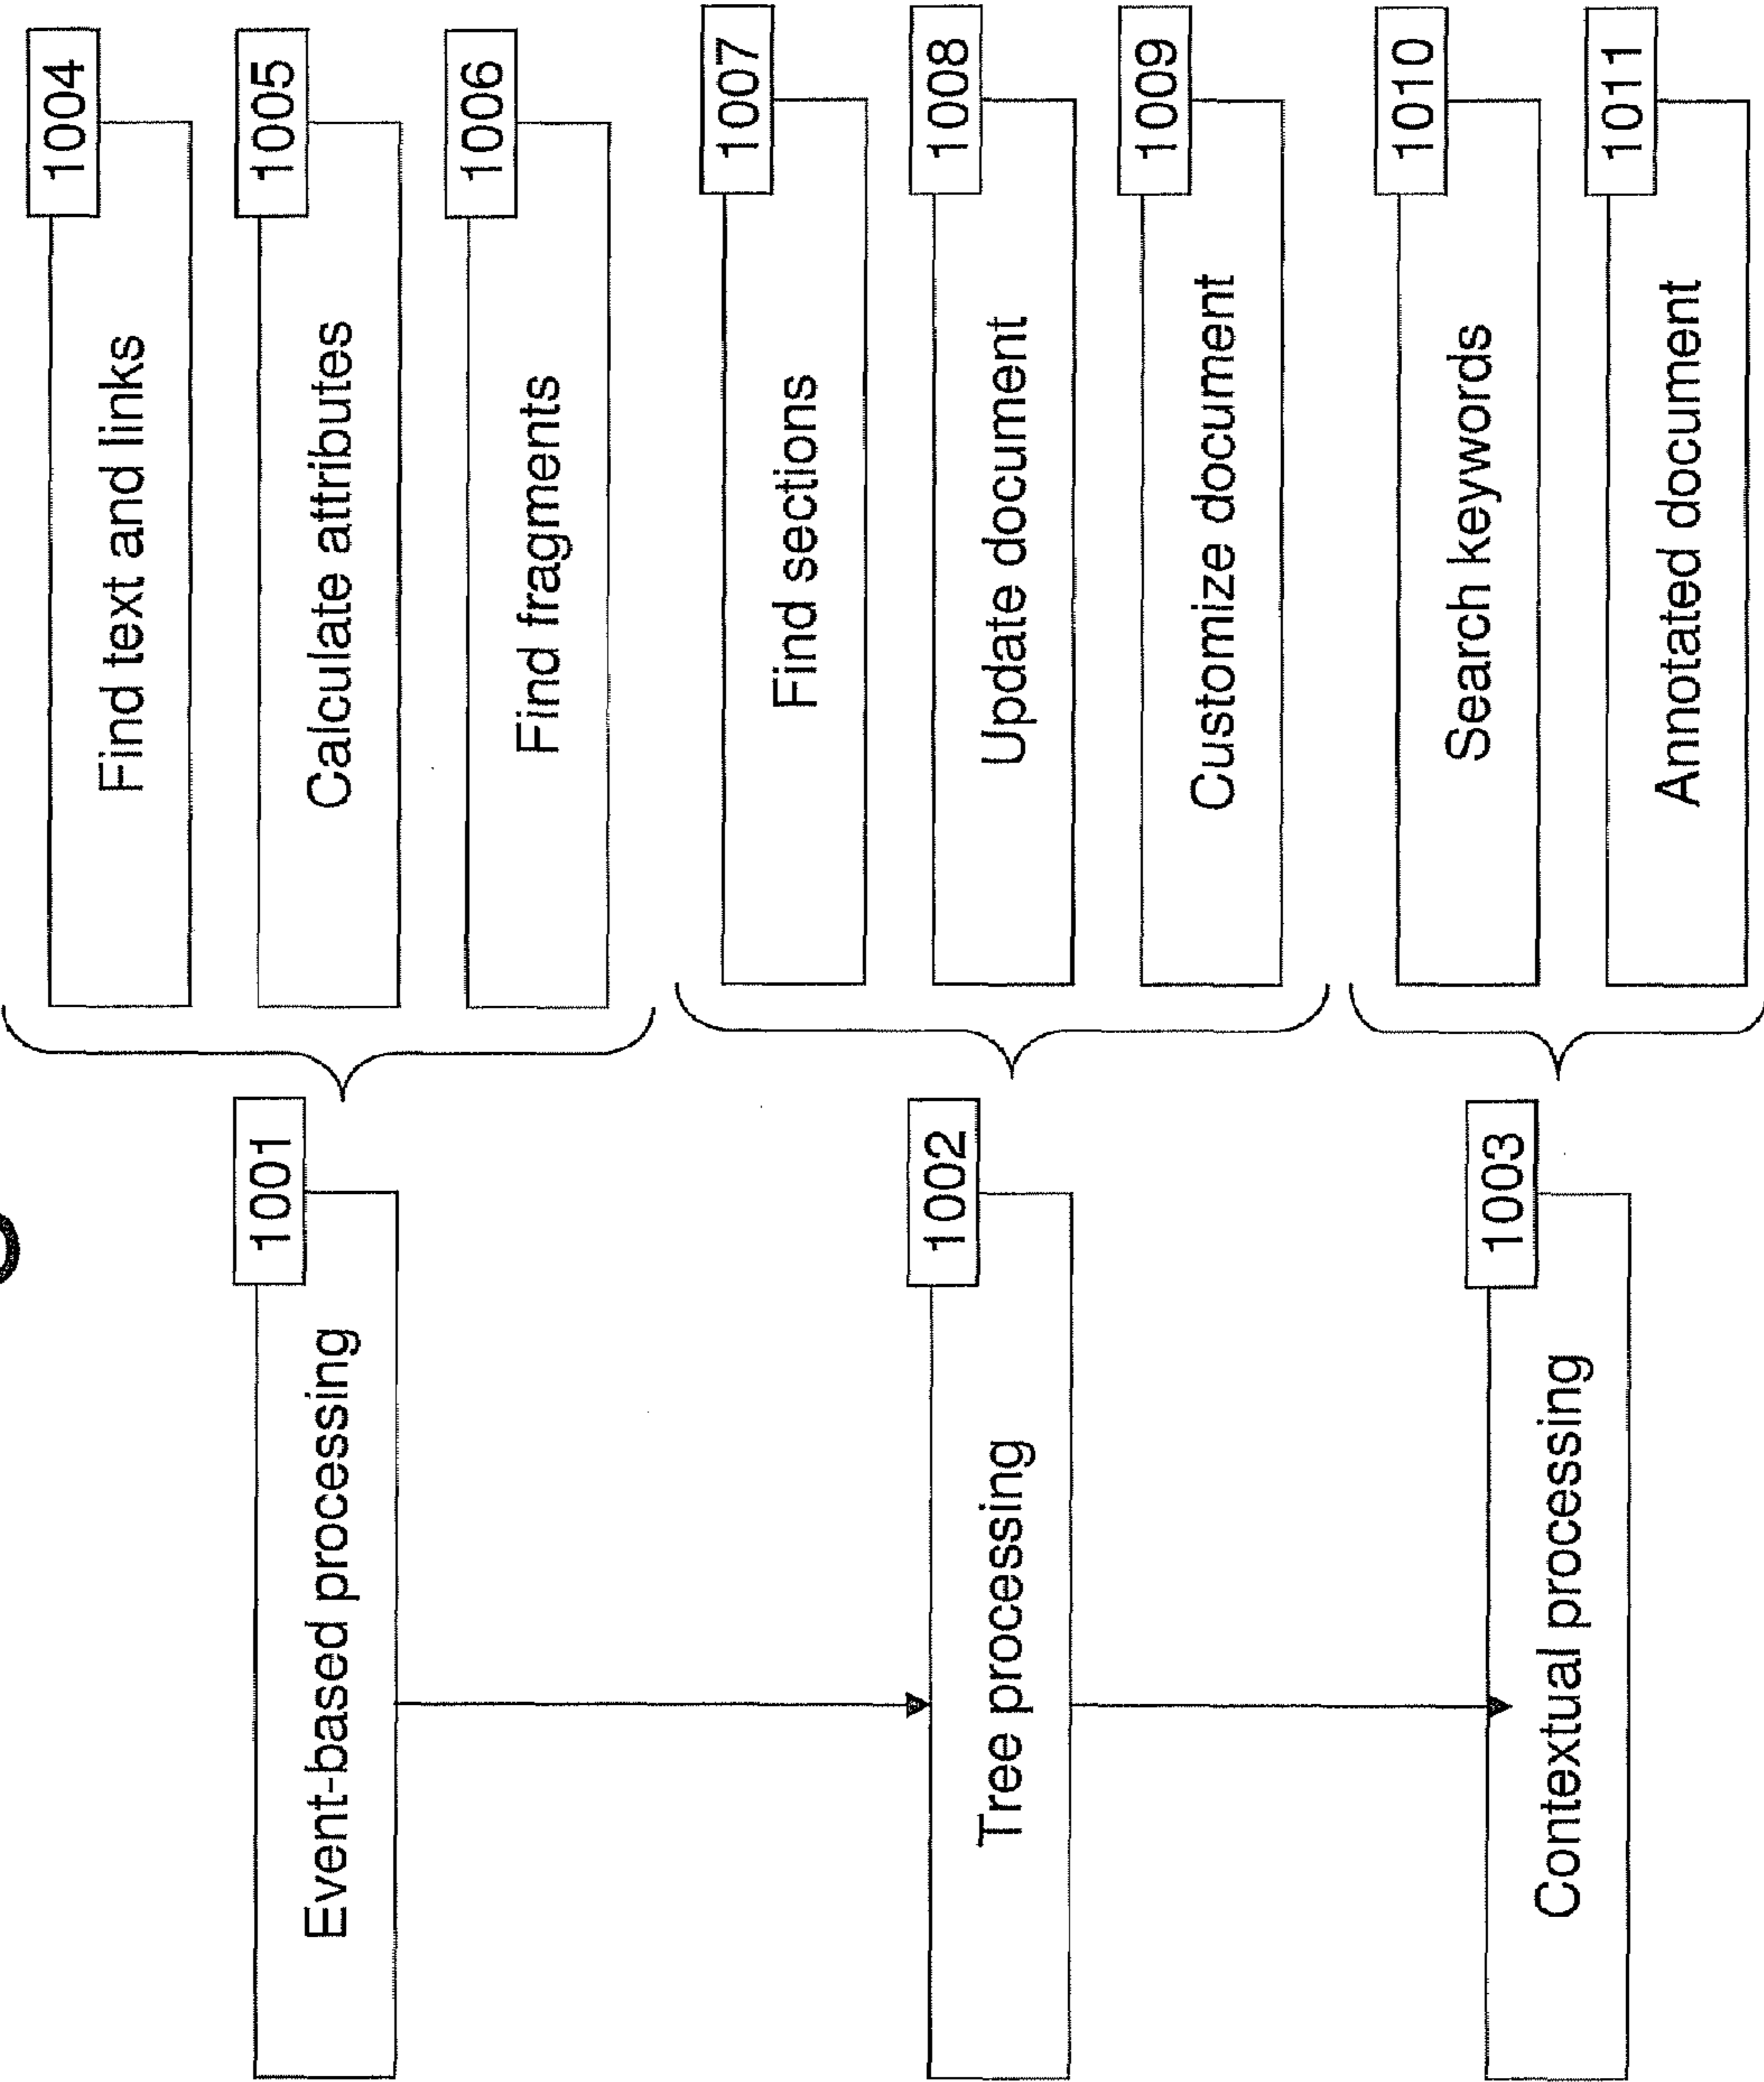 1001
Event-based processing
1004
Find text and links
1005
Calculate attributes
1006
Find fragments
1002
Tree processing
1007
Find sections
1008
Update document
1009
Customize document
1003
Contextual processing
1010
Search keywords
1011
Annotated document